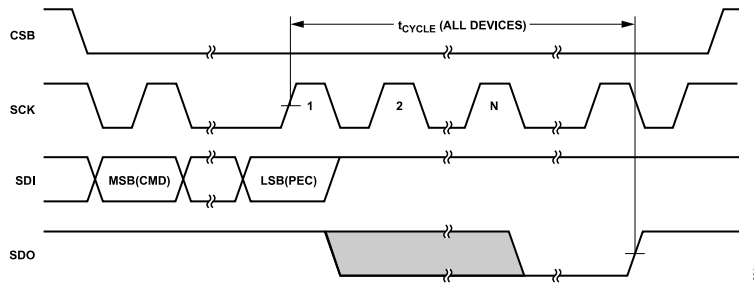 tCYCLE (ALL DEVICES)
CSB
SCK
1 2 N
SDI
MSB(CMD) LSB(PEC)
SDO